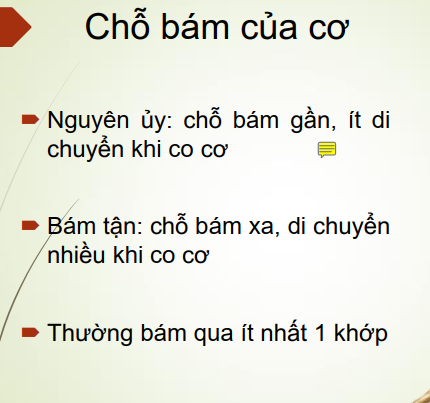 Chỗ bám của cơ
Nguyên ủy: chỗ bám gần, ít di
chuyển khi co cơ
Bám tận: chỗ bám xa, di chuyển
nhiều khi co cơ
Thường bám qua ít nhất 1 khớp